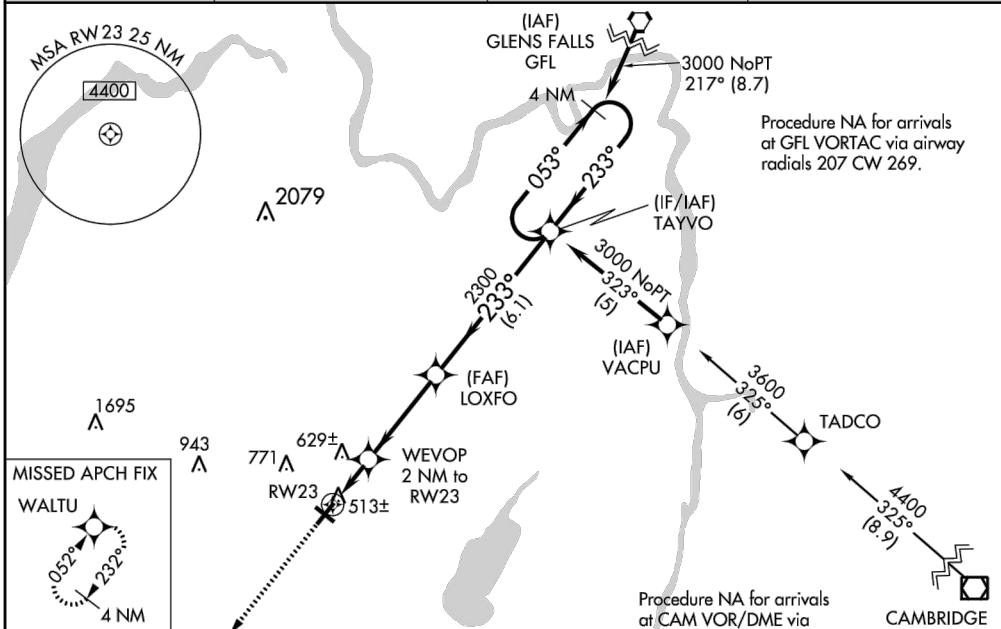 MSA RW23 25 NM
4400
(IAF)
GLENS FALLS
GFL
3000 NoPT
217° (8.7)
4 NM
Procedure NA for arrivals
at GFL VORTAC via airway
radials 207 CW 269.
053°
233°
2079
(IF/IAF)
TAYVO
3000 NoPT
323°
(5)
2300
233°
(6.1)
(IAF)
VACPU
(FAF)
LOXFO
3600
325°
(6)
TADCO
1695
943
771
629±
WEVOP
2 NM to
RW23
RW23
513±
4400
325°
(8.9)
MISSED APCH FIX
WALTU
052°
232°
4 NM
Procedure NA for arrivals
at CAM VOR/DME via
CAMBRIDGE